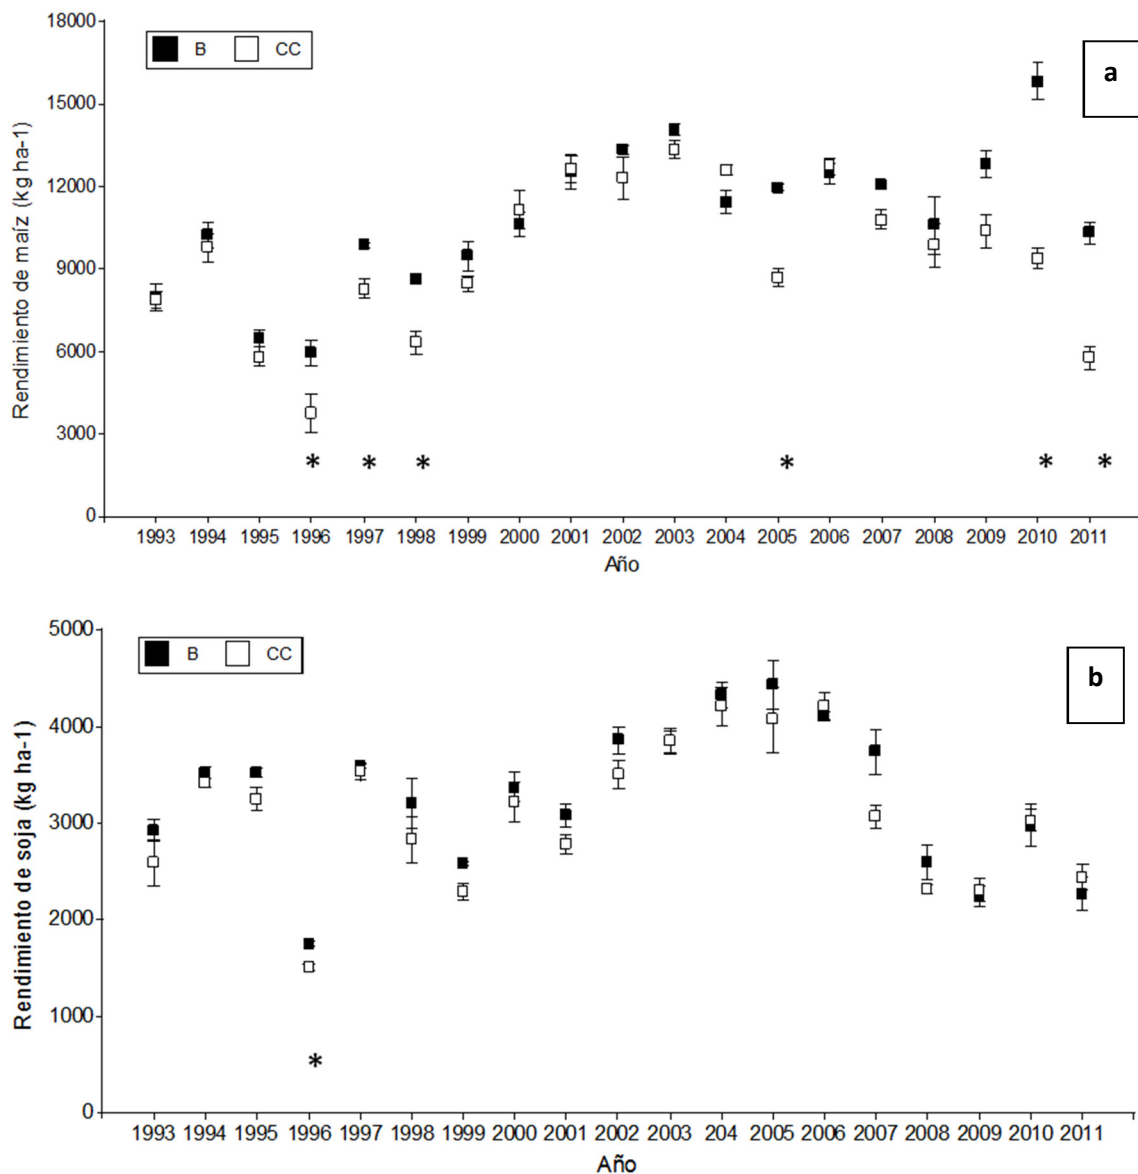 18000
B CC
a
15000
12000
9000
6000
3000
0
Rendimiento de maíz (kg ha-1)
* * * * * *
1993 1994 1995 1996 1997 1998 1999 2000 2001 2002 2003 2004 2005 2006 2007 2008 2009 2010 2011
Año
5000
B CC
b
4000
3000
2000
1000
0
Rendimiento de soja (kg ha-1)
*
1993 1994 1995 1996 1997 1998 1999 2000 2001 2002 2003 204 2005 2006 2007 2008 2009 2010 2011
Año